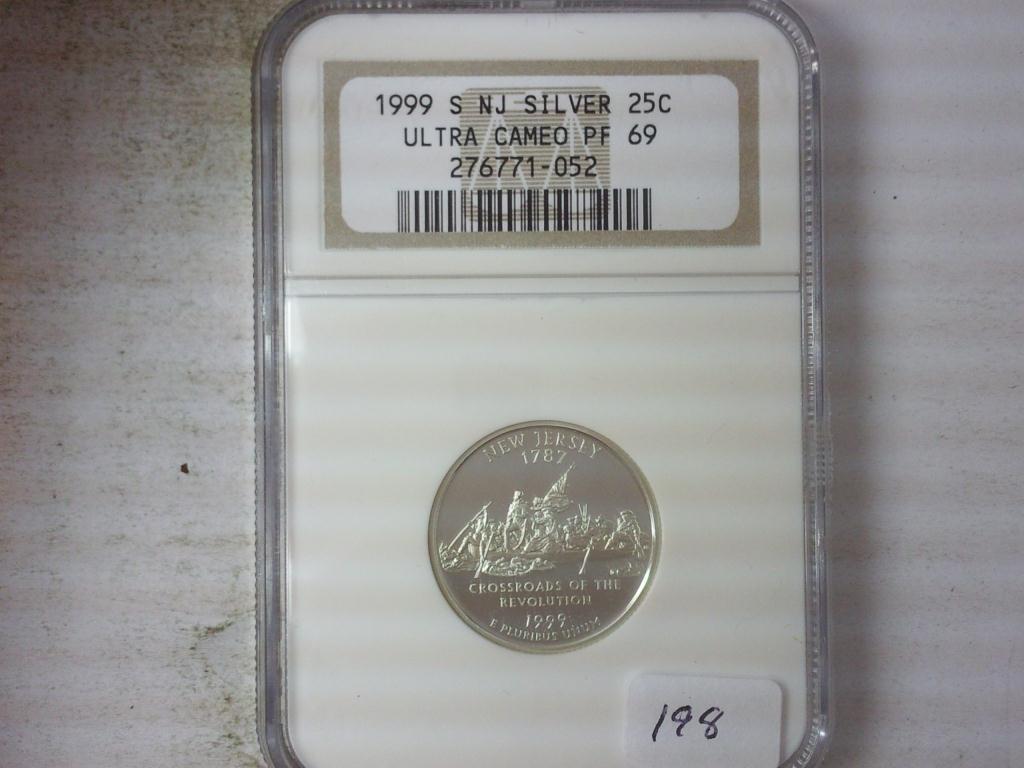 1999 S NJ SILVER 25C
ULTRA CAMEO PF 69
276771-052
NEW JERSEY
1787
CROSSROADS OF THE
REVOLUTION
1999
E PLURIBUS UNUM
198